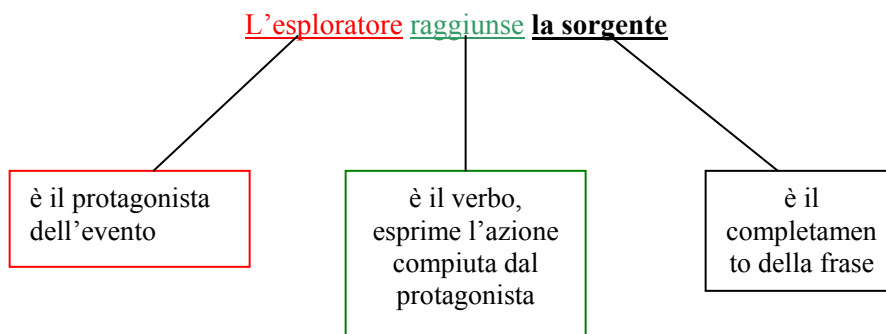 L’esploratore raggiunse la sorgente
è il protagonista
dell’evento
è il verbo,
esprime l’azione
compiuta dal
protagonista
è il
completamen
to della frase